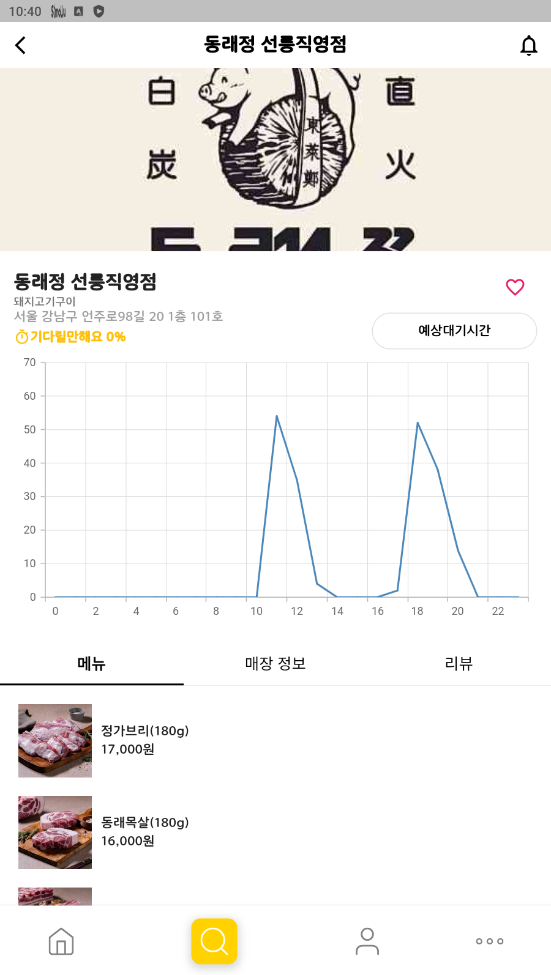 10:40
동래정 선릉직영점
白 直
東萊鄭
炭 火
동래정 선릉직영점
돼지고기구이
서울 강남구 언주로98길 20 1층 101호
기다릴만해요 0%
예상대기시간
70
60
50
40
30
20
10
0
0 2 4 6 8 10 12 14 16 18 20 22
메뉴 매장 정보 리뷰
정가브리(180g)
17,000원
동래목살(180g)
16,000원